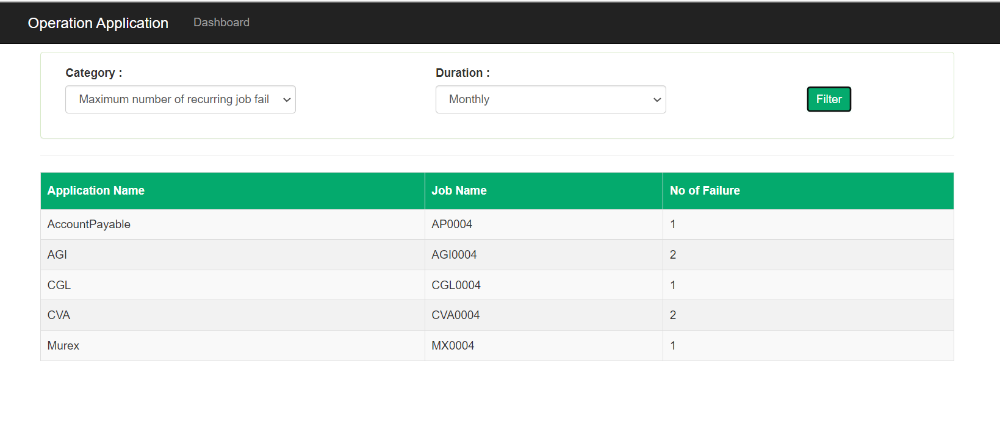 Operation Application Dashboard
Category : Duration :
Maximum number of recurring job fail Monthly Filter
Application Name Job Name No of Failure
AccountPayable AP0004 1
AGI AGI0004 2
CGL CGL0004 1
CVA CVA0004 2
Murex MX0004 1